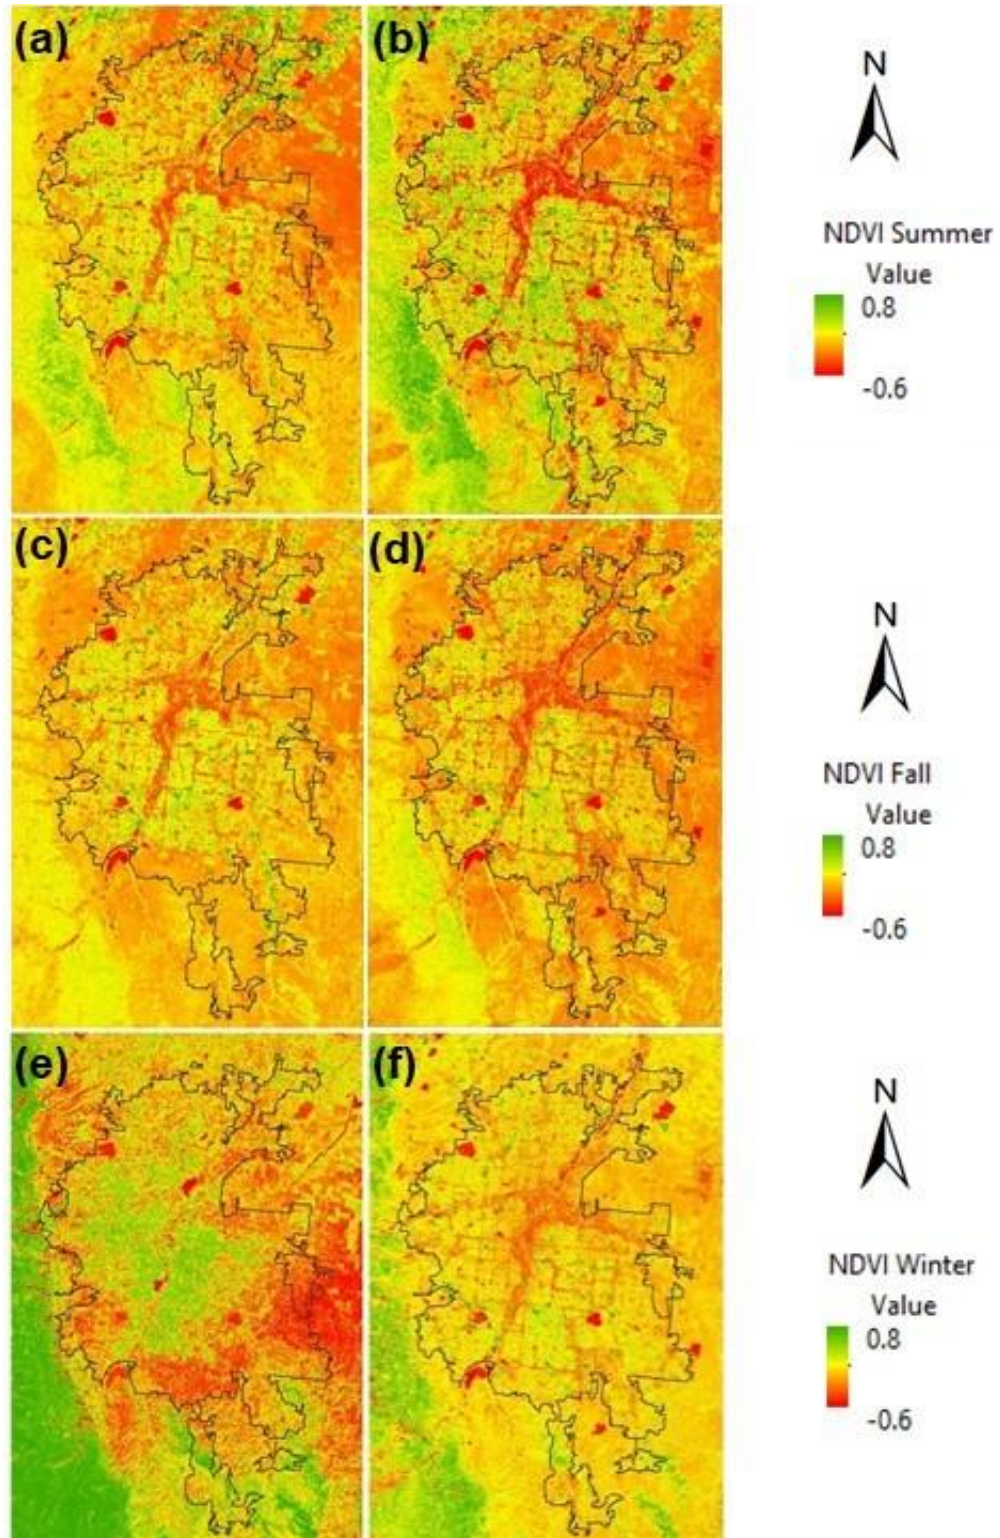 (a)
(b)
N
NDVI Summer
Value
0.8
-0.6
(c)
(d)
N
NDVI Fall
Value
0.8
-0.6
(e)
(f)
N
NDVI Winter
Value
0.8
-0.6